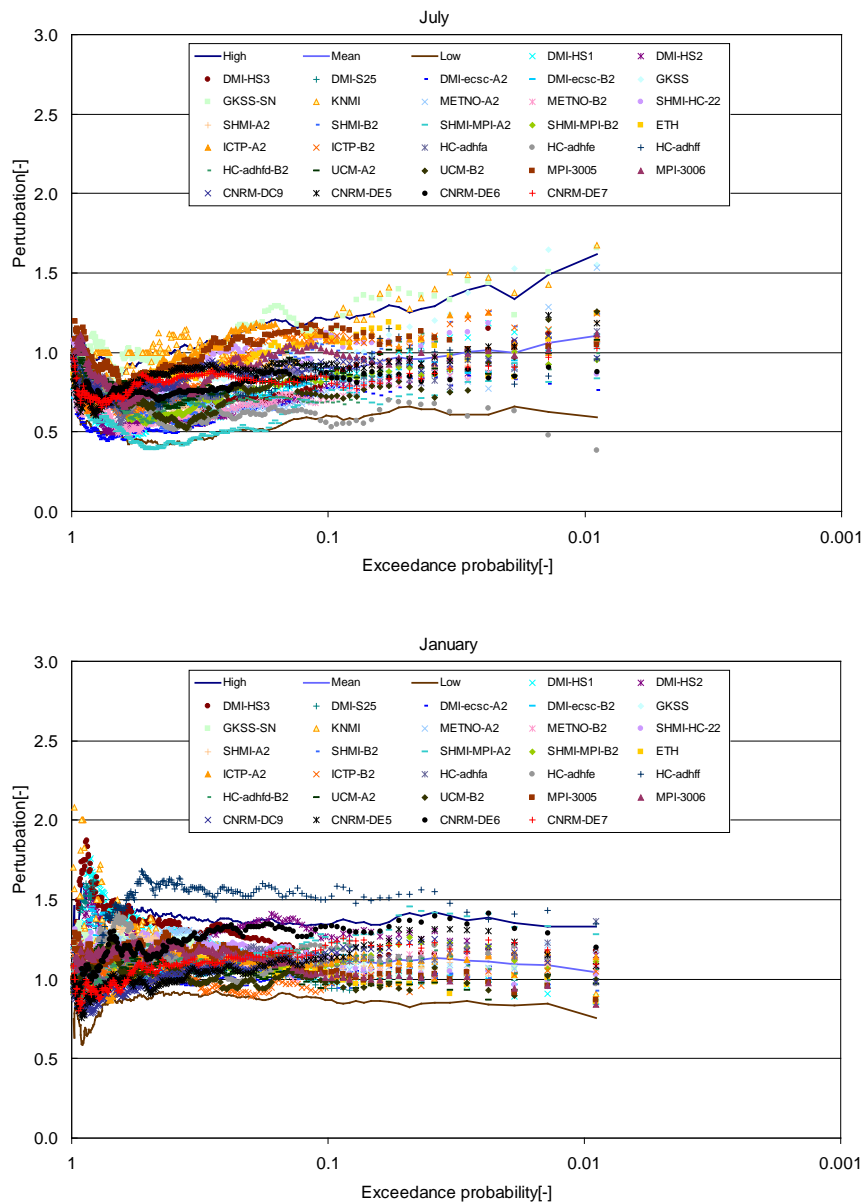 July
3.0
2.5
2.0
1.5
1.0
0.5
0.0
Perturbation[-]
High Mean Low DMI-HS1 DMI-HS2
DMI-HS3 DMI-S25 DMI-ecsc-A2 DMI-ecsc-B2 GKSS
GKSS-SN KNMI METNO-A2 METNO-B2 SHMI-HC-22
SHMI-A2 SHMI-B2 SHMI-MPI-A2 SHMI-MPI-B2 ETH
ICTP-A2 ICTP-B2 HC-adhfa HC-adhfe HC-adhff
HC-adhfd-B2 UCM-A2 UCM-B2 MPI-3005 MPI-3006
CNRM-DC9 CNRM-DE5 CNRM-DE6 CNRM-DE7
1 0.1 0.01 0.001
Exceedance probability[-]
January
3.0
2.5
2.0
1.5
1.0
0.5
0.0
Perturbation[-]
High Mean Low DMI-HS1 DMI-HS2
DMI-HS3 DMI-S25 DMI-ecsc-A2 DMI-ecsc-B2 GKSS
GKSS-SN KNMI METNO-A2 METNO-B2 SHMI-HC-22
SHMI-A2 SHMI-B2 SHMI-MPI-A2 SHMI-MPI-B2 ETH
ICTP-A2 ICTP-B2 HC-adhfa HC-adhfe HC-adhff
HC-adhfd-B2 UCM-A2 UCM-B2 MPI-3005 MPI-3006
CNRM-DC9 CNRM-DE5 CNRM-DE6 CNRM-DE7
1 0.1 0.01 0.001
Exceedance probability[-]